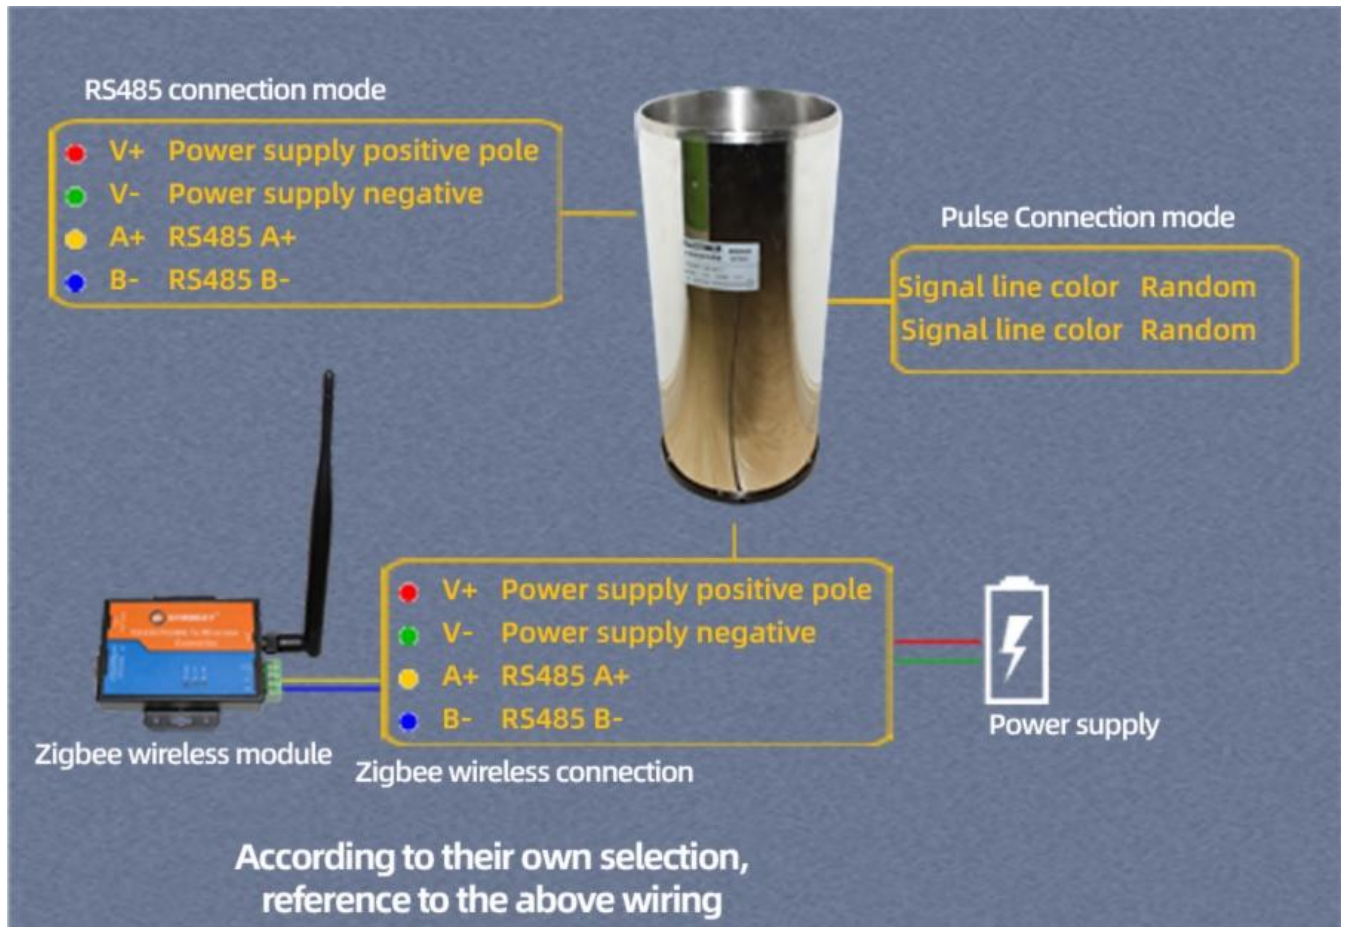 RS485 connection mode
V+ Power supply positive pole
V- Power supply negative
A+ RS485 A+
B- RS485 B-
Pulse Connection mode
Signal line color Random
Signal line color Random
V+ Power supply positive pole
V- Power supply negative
A+ RS485 A+
B- RS485 B-
Power supply
Zigbee wireless module
Zigbee wireless connection
According to their own selection,
reference to the above wiring